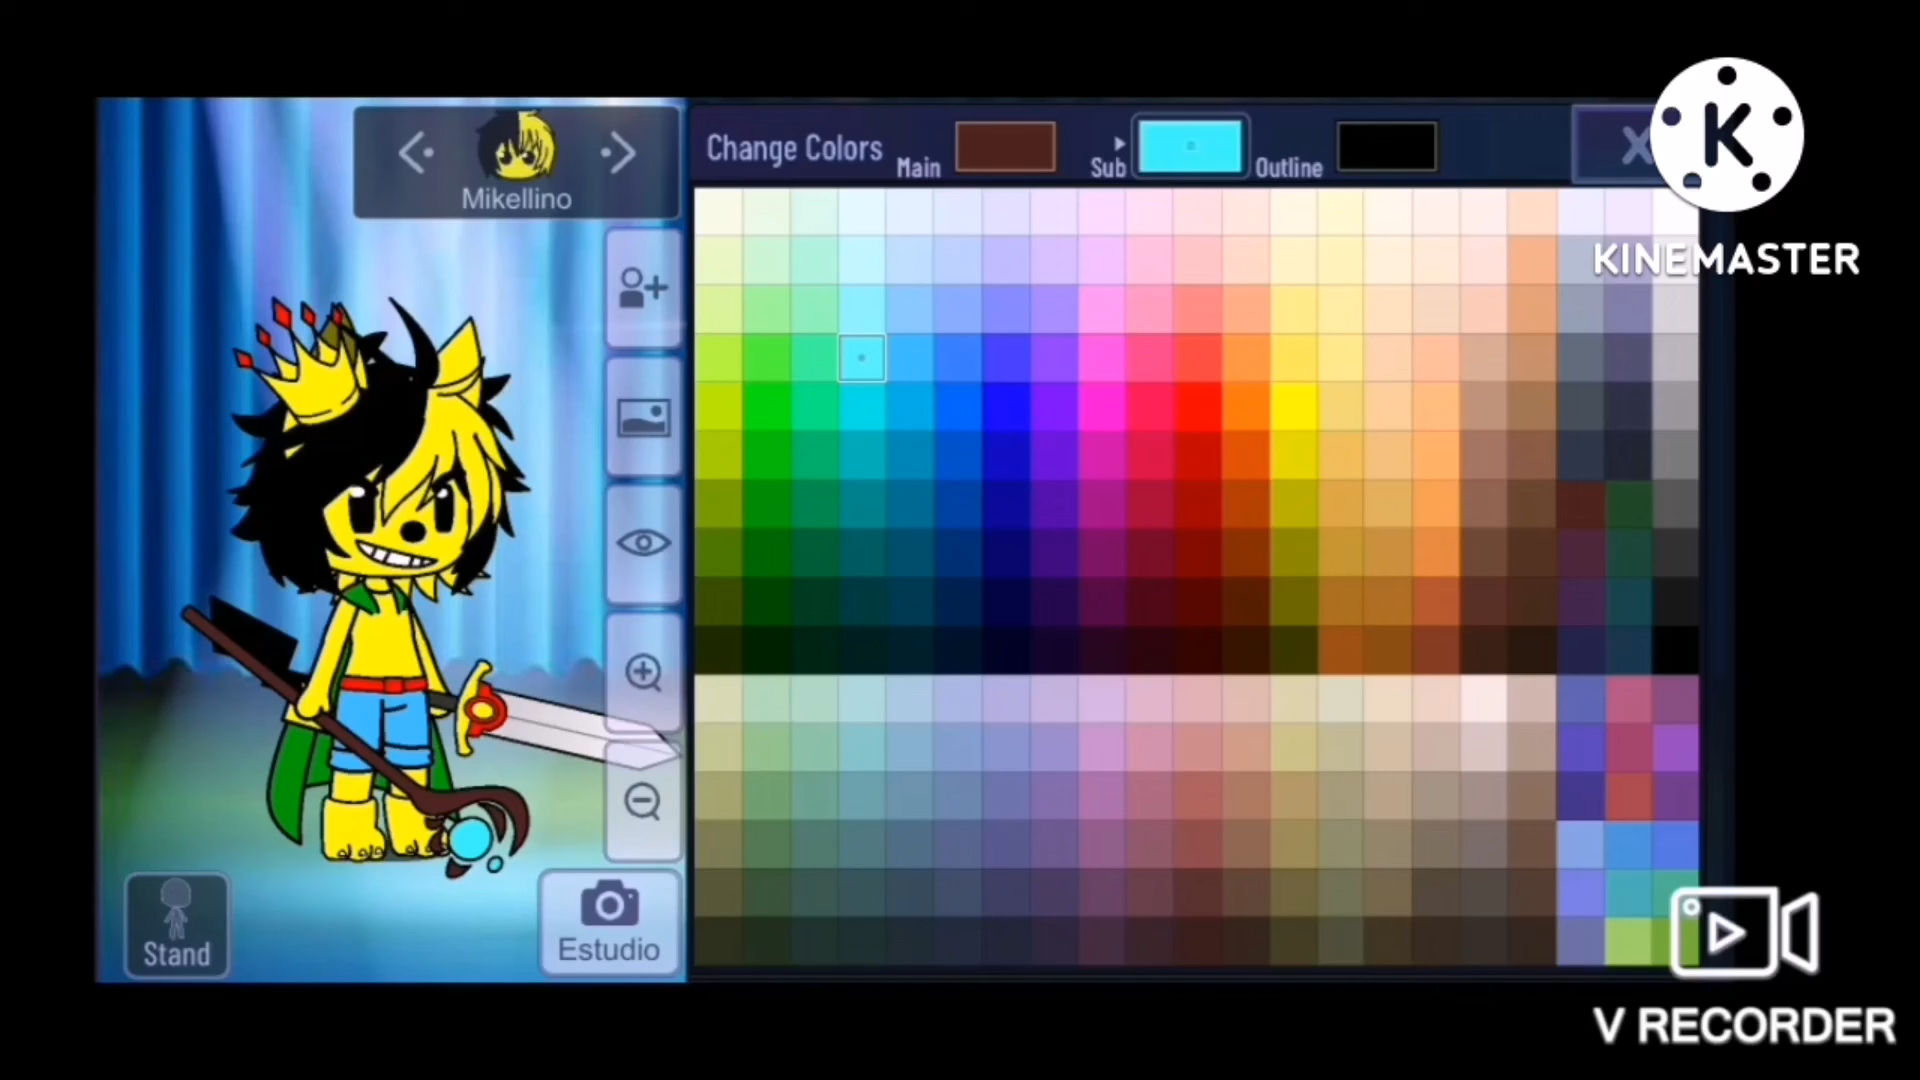 Mikellino
Change Colors
Main
Sub
Outline
X
K
KINEMASTER
Stand
Estudio
V RECORDER